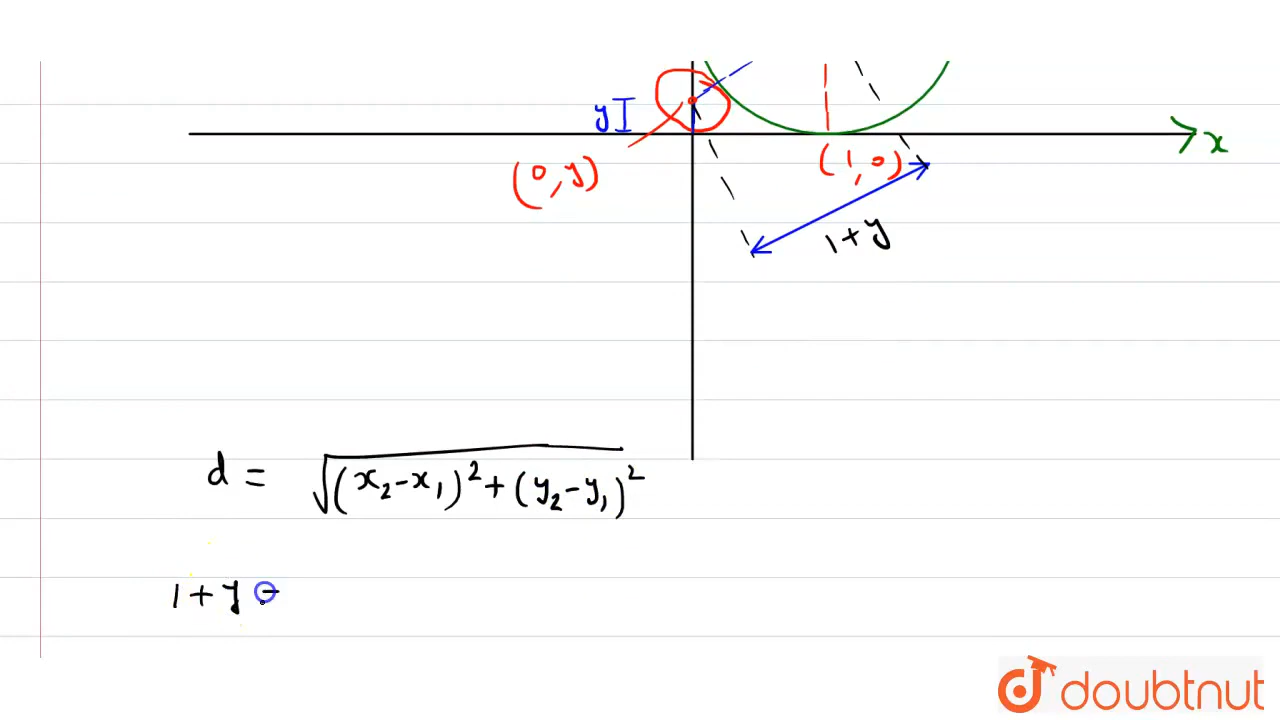 y
x
(0, y)
(1, 0)
1 + y
d = √(x₂-x₁)² + (y₂-y₁)²
1 + y =
doubtnut